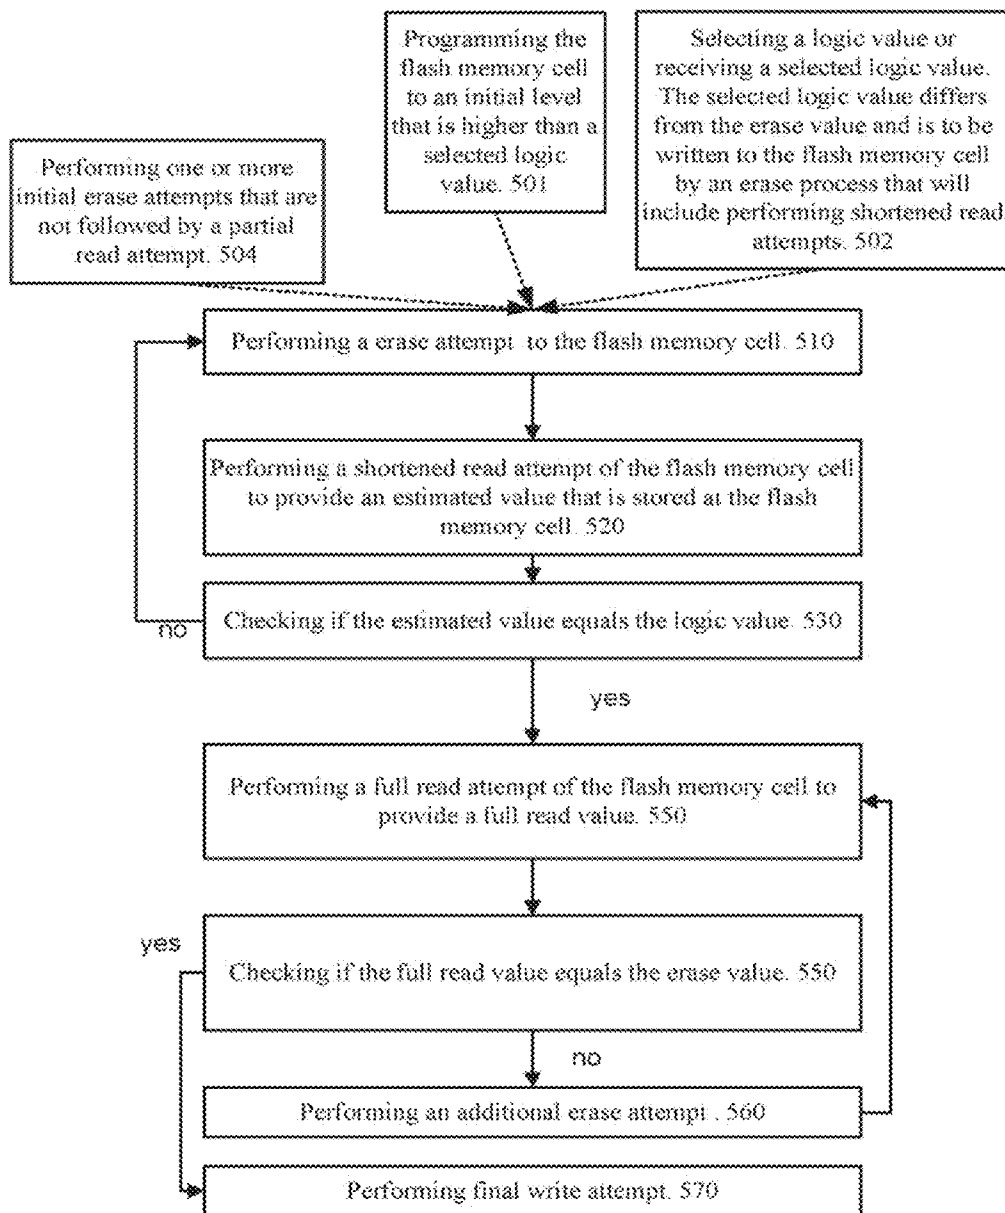 Programming the
flash memory cell
to an initial level
that is higher than a
selected logic
value. 501
Selecting a logic value or
receiving a selected logic value.
The selected logic value differs
from the erase value and is to be
written to the flash memory cell
by an erase process that will
include performing shortened read
attempts. 502
Performing one or more
initial erase attempts that are
not followed by a partial
read attempt. 504
Performing a erase attempt to the flash memory cell. 510
Performing a shortened read attempt of the flash memory cell
to provide an estimated value that is stored at the flash
memory cell. 520
Checking if the estimated value equals the logic value. 530
no
yes
Performing a full read attempt of the flash memory cell to
provide a full read value. 550
yes
Checking if the full read value equals the erase value. 550
no
Performing an additional erase attempt . 560
Performing final write attempt. 570